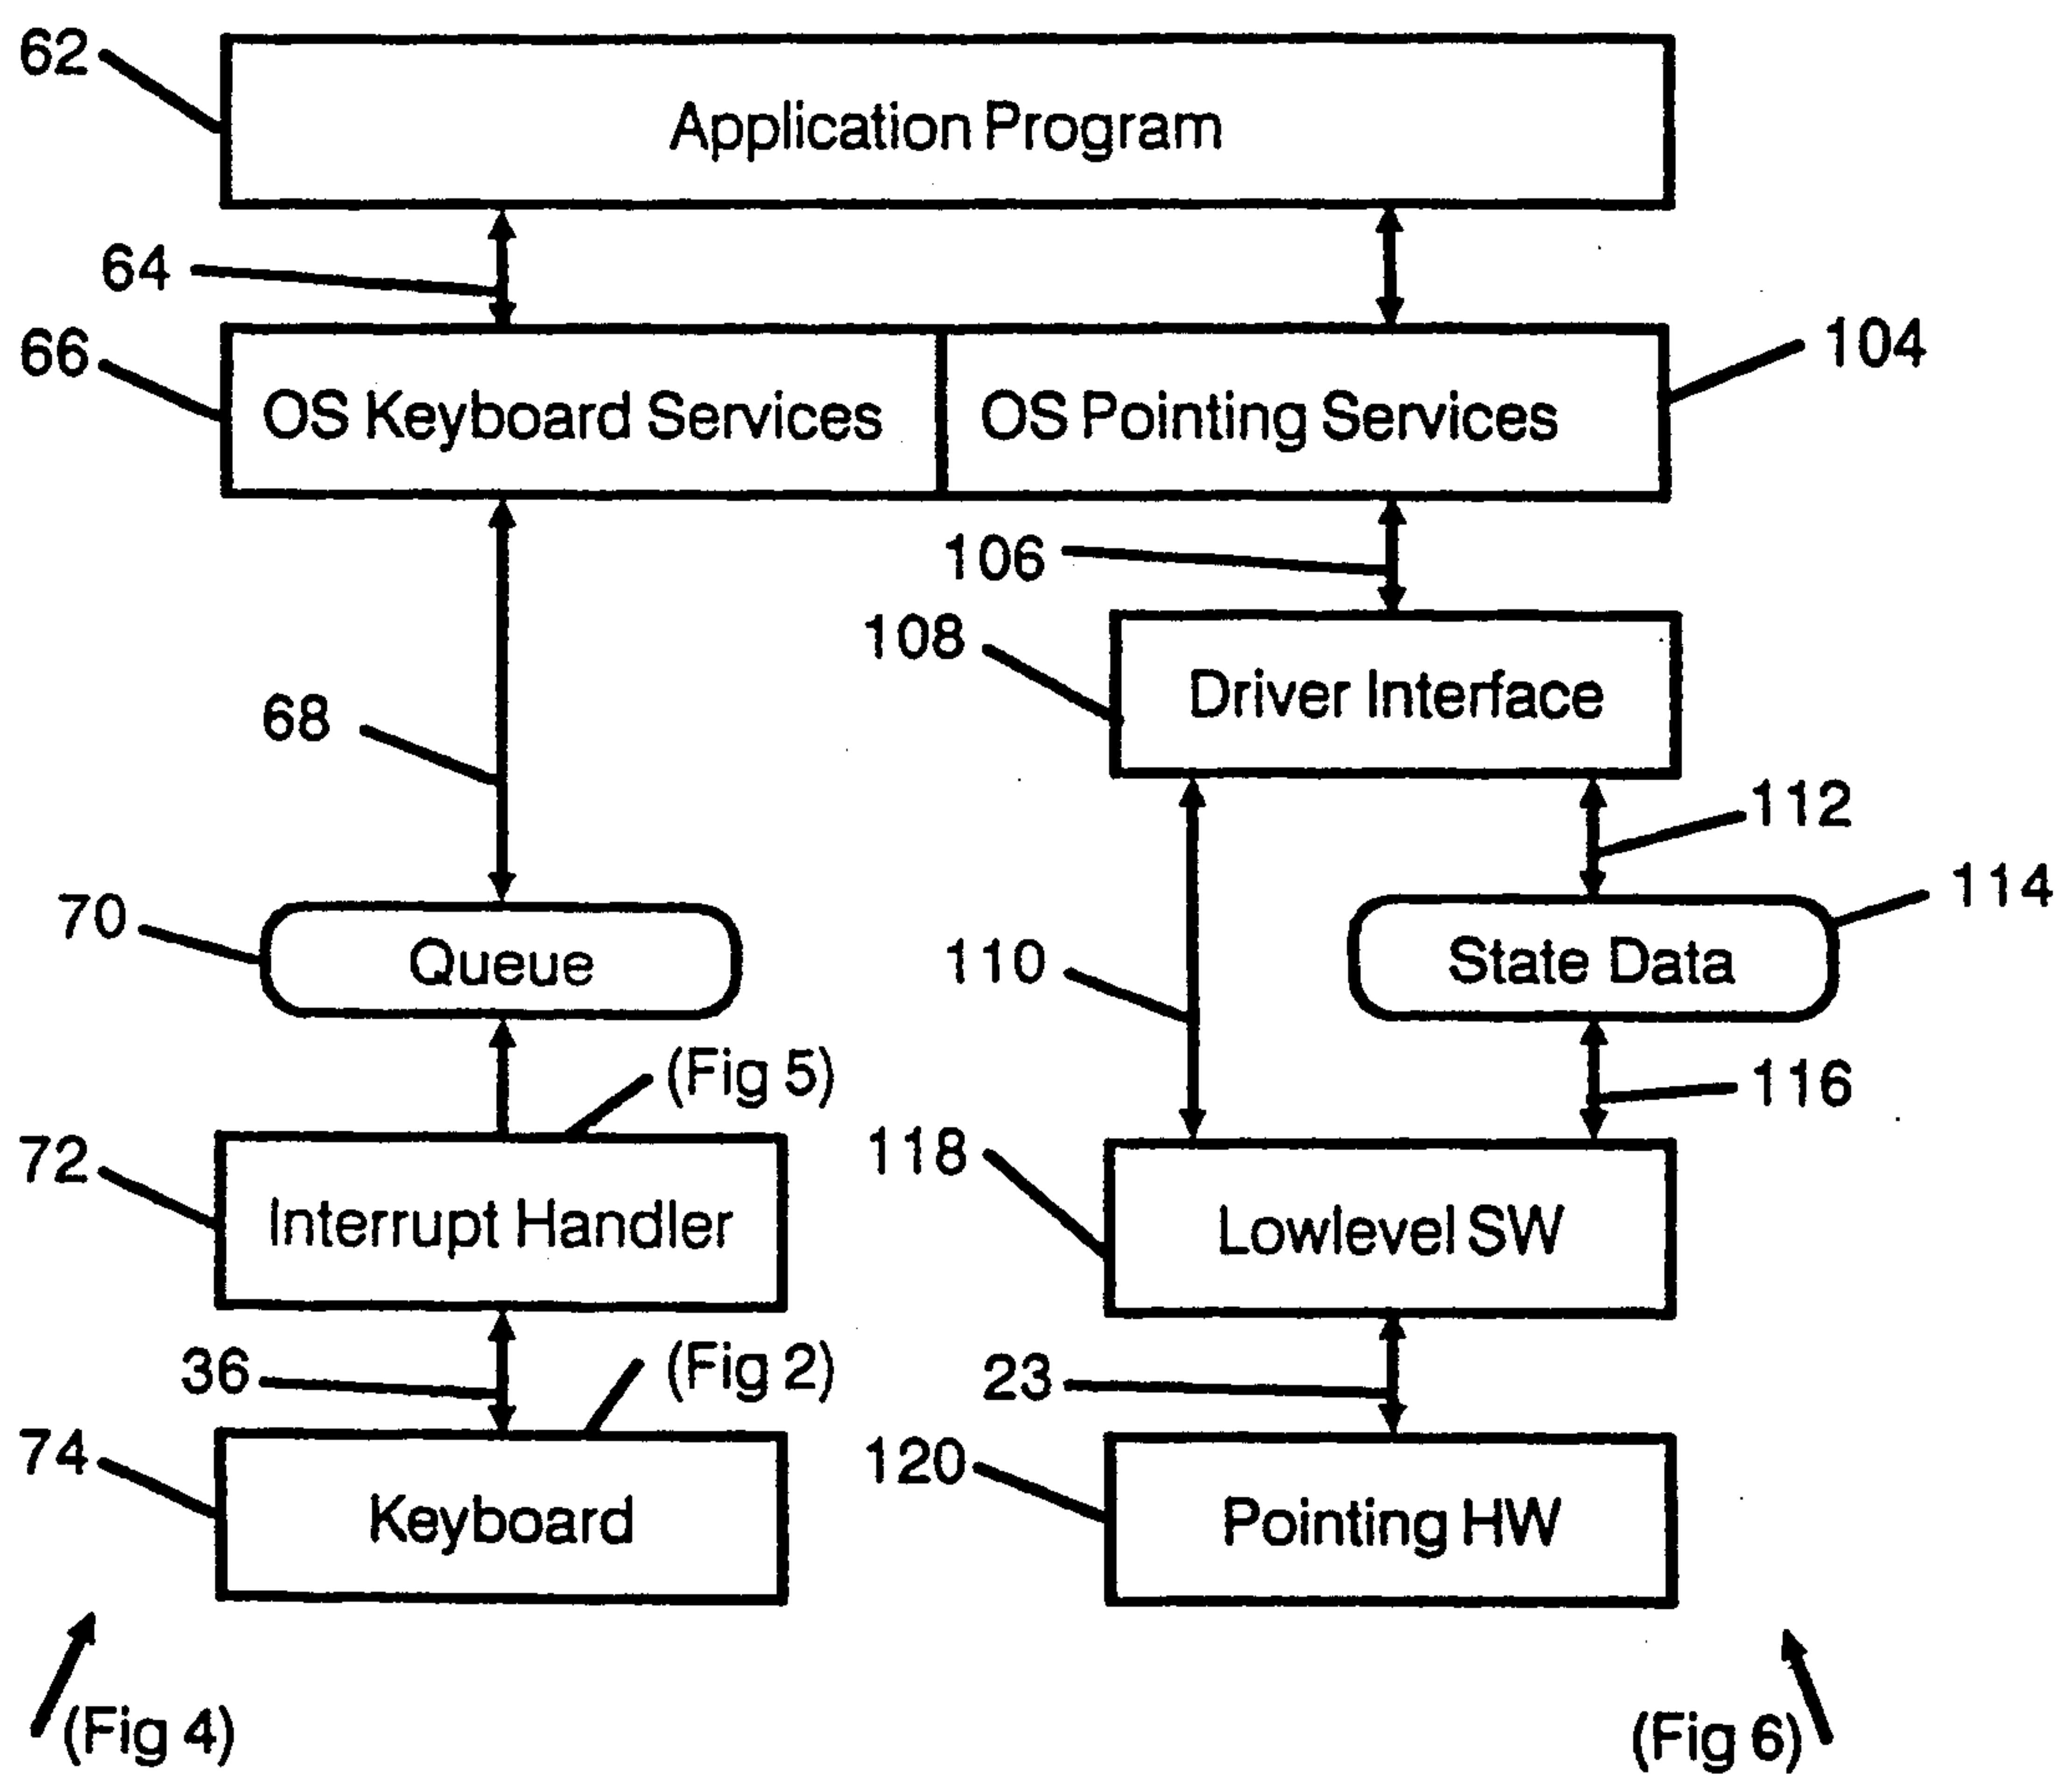 62
Application Program
64
66
104
OS Keyboard Services
OS Pointing Services
106
108
Driver Interface
68
112
114
70
Queue
110
State Data
(Fig 5)
116
72
118
Interrupt Handler
Lowlevel SW
36
(Fig 2)
23
74
120
Keyboard
Pointing HW
(Fig 4)
(Fig 6)